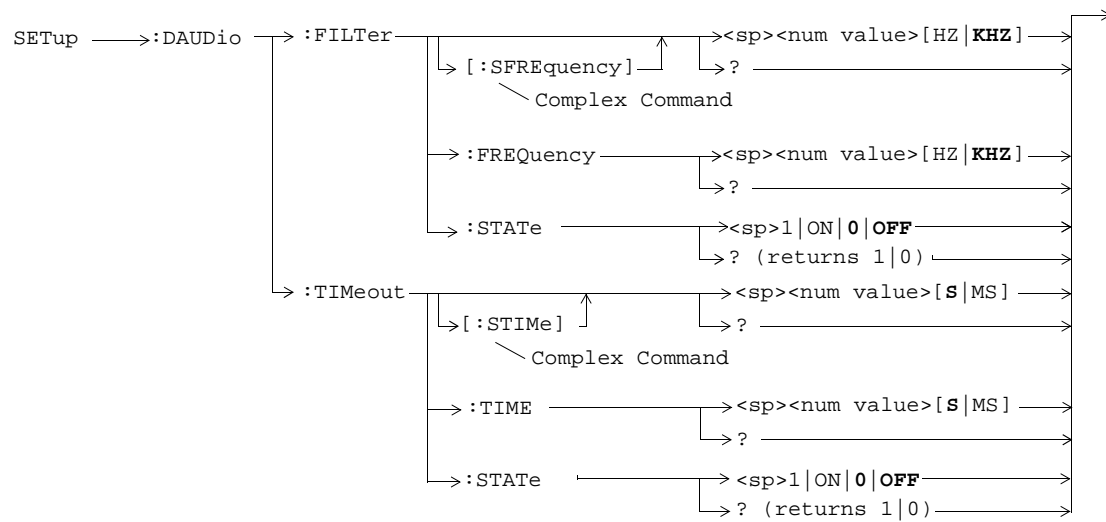 SETup :DAUDio :FILTer <sp><num value>[HZ|KHZ]
[:SFREquency] ?
Complex Command
:FREQuency <sp><num value>[HZ|KHZ]
?
:STATe <sp>1|ON|0|OFF
? (returns 1|0)
:TIMeout <sp><num value>[S|MS]
[:STIMe] ?
Complex Command
:TIME <sp><num value>[S|MS]
?
:STATe <sp>1|ON|0|OFF
? (returns 1|0)